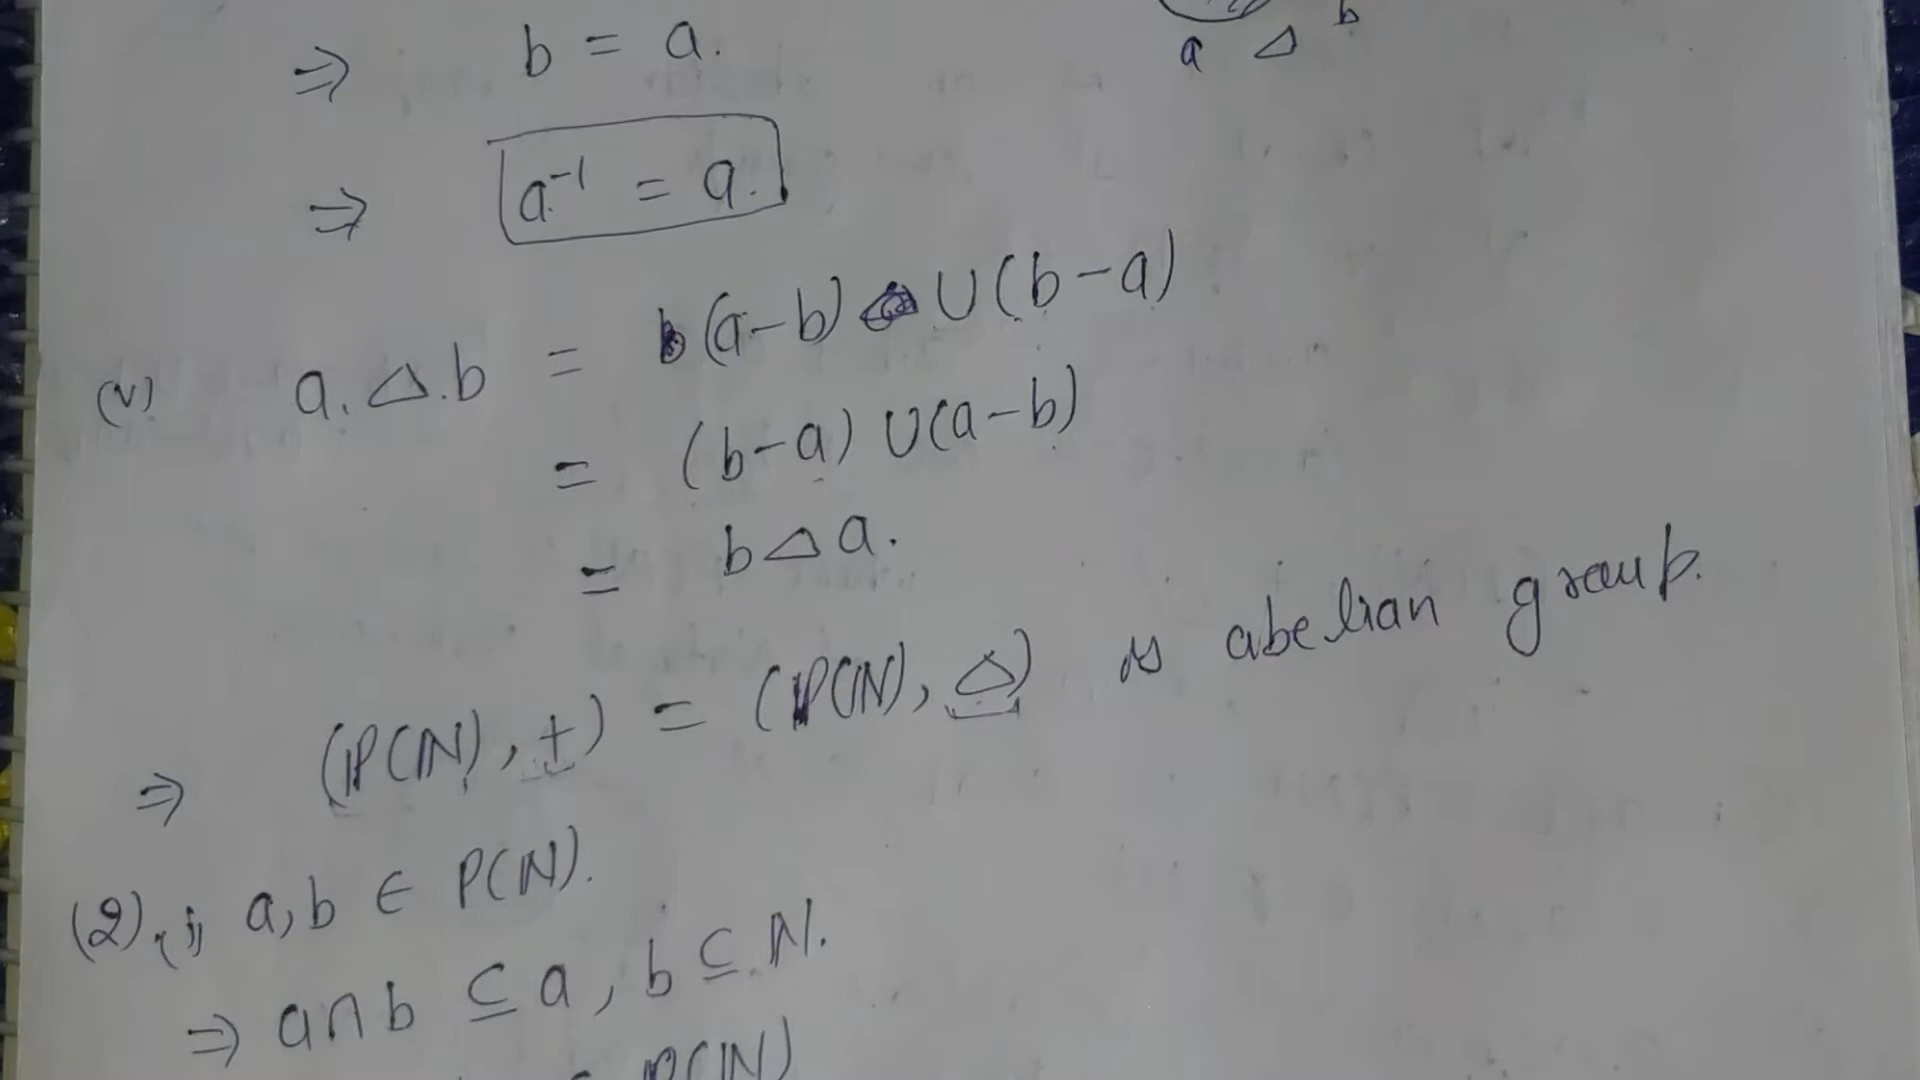 ⇒ b = a.
a △ b
⇒ a⁻¹ = a.
(v) a. △. b = (a-b) ∪ (b-a)
= (b-a) ∪ (a-b)
= b △ a.
⇒ (P(N), +) = (P(N), △) is abelian group.
(2). (i) a, b ∈ P(N).
⇒ a∩b ⊆ a, b ⊆ N.
P(N)